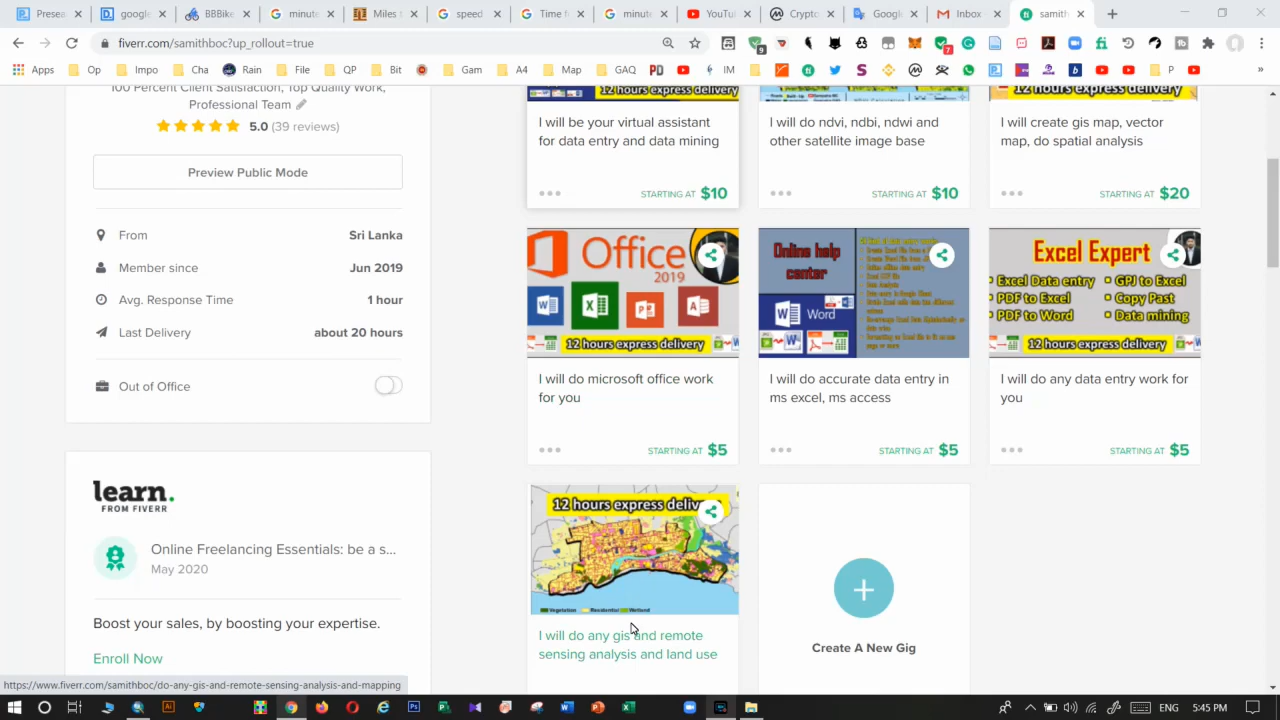 Prese
google
BBBike
Public
Miles
speed
Time f
minute
YouTu
Crypto
Google
Inbox
samith
fiverr.com/samithboc?up_rollout=true
Apps
Op
Impo
Cha
Rain
File
QP
Bit
Gam
A4
Map
GAQ
IM
P
100 Percent Client Satisfaction, Top Quality Work,
Professional Team
5.0 (39 reviews)
Preview Public Mode
From Sri Lanka
Member since Jun 2019
Avg. Response Time 1 hour
Last Delivery about 20 hours
Out of Office
learn.
FROM FIVERR
Online Freelancing Essentials: be a s...
May 2020
Boost your sales, by boosting your expertise.
Enroll Now
12 hours express delivery
I will be your virtual assistant
for data entry and data mining
STARTING AT $10
I will do ndvi, ndbi, ndwi and
other satellite image base
STARTING AT $10
12 hours express delivery
I will create gis map, vector
map, do spatial analysis
STARTING AT $20
Office
2019
12 hours express delivery
I will do microsoft office work
for you
STARTING AT $5
Online help
center
Word
I will do accurate data entry in
ms excel, ms access
STARTING AT $5
Excel Expert
Excel Data entry
PDF to Excel
PDF to Word
GPJ to Excel
Copy Past
Data mining
12 hours express delivery
I will do any data entry work for
you
STARTING AT $5
12 hours express deliv
Vegetation Residential Wetland
I will do any gis and remote
sensing analysis and land use
Create A New Gig
https://www.fiverr.com/samithboc/do-any-gis-and-remote-sensing-analysis-and-mapping
5:45 PM